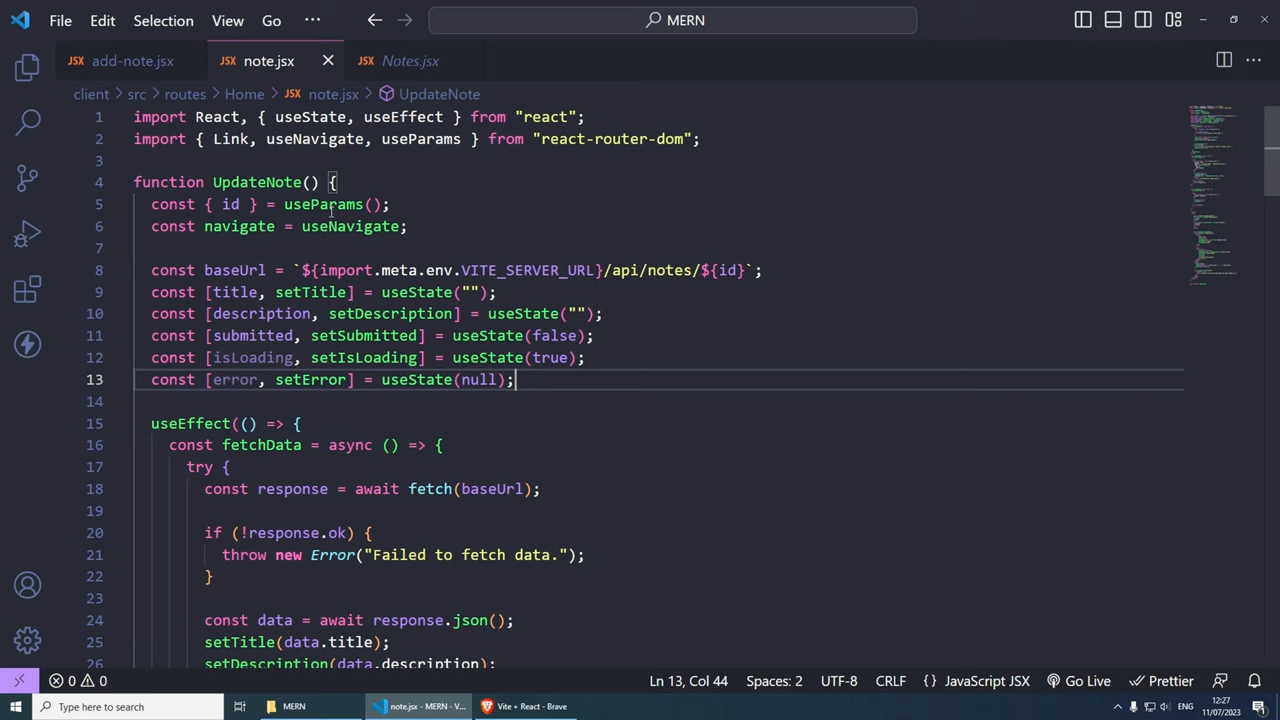 File Edit Selection View Go ··· MERN
JSX add-note.jsx JSX note.jsx JSX Notes.jsx
client > src > routes > Home > JSX note.jsx > UpdateNote
1 import React, { useState, useEffect } from "react";
2 import { Link, useNavigate, useParams } from "react-router-dom";
3
4 function UpdateNote() {
5 const { id } = useParams();
6 const navigate = useNavigate;
7
8 const baseUrl = `${import.meta.env.VITE_SERVER_URL}/api/notes/${id}`;
9 const [title, setTitle] = useState("");
10 const [description, setDescription] = useState("");
11 const [submitted, setSubmitted] = useState(false);
12 const [isLoading, setIsLoading] = useState(true);
13 const [error, setError] = useState(null);
14
15 useEffect(() => {
16 const fetchData = async () => {
17 try {
18 const response = await fetch(baseUrl);
19
20 if (!response.ok) {
21 throw new Error("Failed to fetch data.");
22 }
23
24 const data = await response.json();
25 setTitle(data.title);
26 setDescription(data.description);
0 0 Ln 13, Col 44 Spaces: 2 UTF-8 CRLF {} JavaScript JSX Go Live Prettier
Type here to search MERN note.jsx - MERN - V... Vite + React - Brave 12:27
11/07/2023